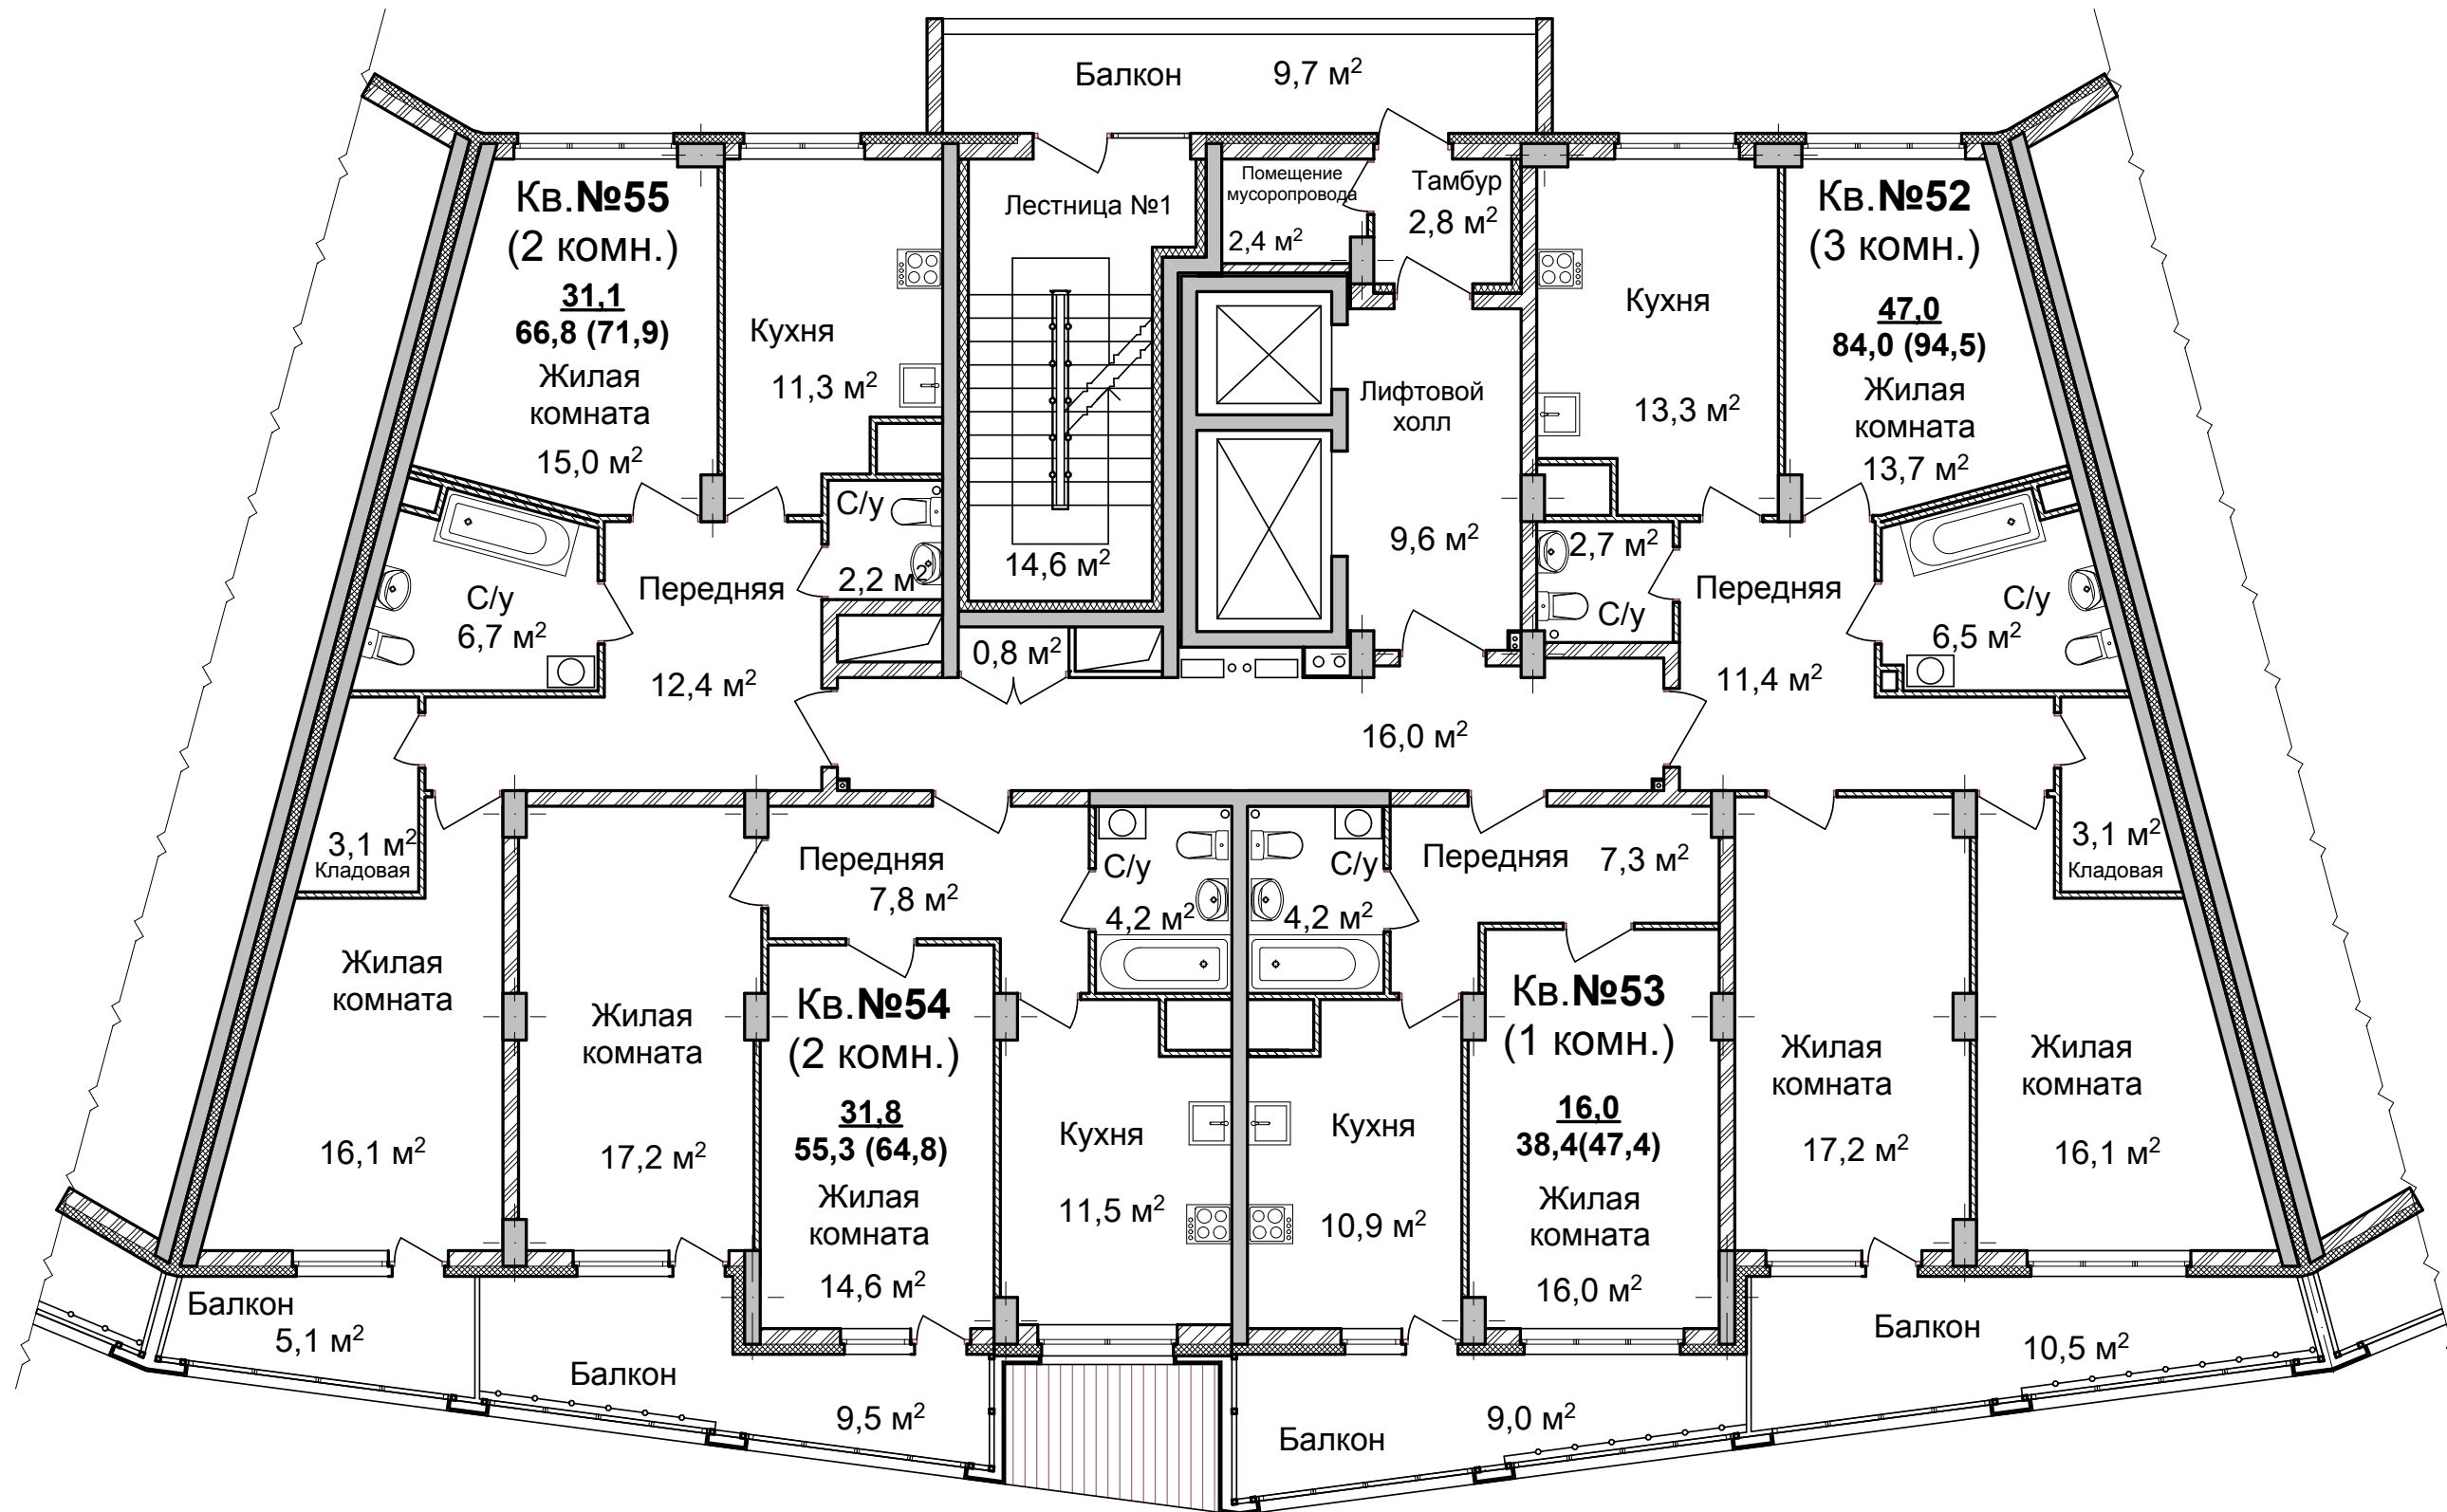 Балкон 9,7 м²
Кв.№55
(2 комн.)
31,1
66,8 (71,9)
Жилая
комната
15,0 м²
Кухня
11,3 м²
Лестница №1
14,6 м²
Помещение
мусоропровода
2,4 м²
Тамбур
2,8 м²
Лифтовой
холл
9,6 м²
Кухня
13,3 м²
Кв.№52
(3 комн.)
47,0
84,0 (94,5)
Жилая
комната
13,7 м²
С/у
6,7 м²
Передняя
12,4 м²
С/у
2,2 м²
0,8 м²
16,0 м²
2,7 м²
С/у
Передняя
11,4 м²
С/у
6,5 м²
3,1 м²
Кладовая
Жилая
комната
16,1 м²
Жилая
комната
17,2 м²
Передняя
7,8 м²
С/у
4,2 м²
Кв.№54
(2 комн.)
31,8
55,3 (64,8)
Жилая
комната
14,6 м²
Кухня
11,5 м²
С/у
4,2 м²
Передняя 7,3 м²
Кухня
10,9 м²
Кв.№53
(1 комн.)
16,0
38,4(47,4)
Жилая
комната
16,0 м²
Жилая
комната
17,2 м²
Жилая
комната
16,1 м²
3,1 м²
Кладовая
Балкон
5,1 м²
Балкон
9,5 м²
Балкон
9,0 м²
Балкон
10,5 м²